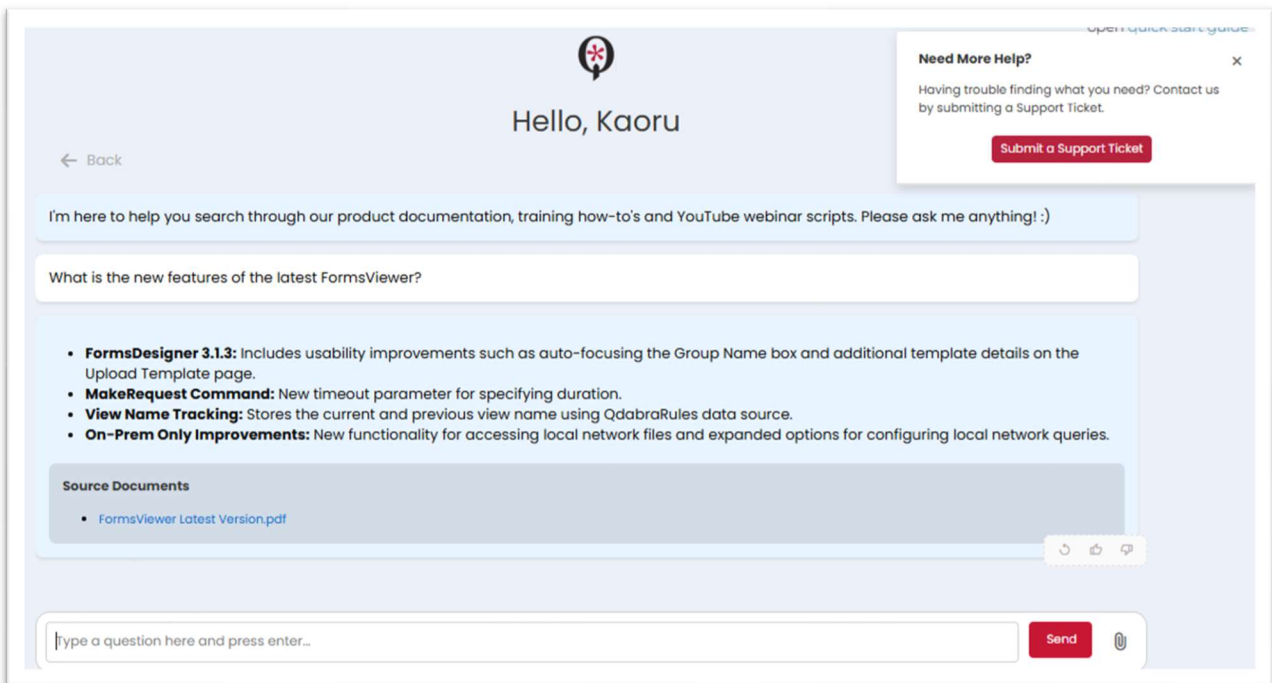 open quick start guide
Need More Help?
Having trouble finding what you need? Contact us
by submitting a Support Ticket.
Submit a Support Ticket
Hello, Kaoru
Back
I'm here to help you search through our product documentation, training how-to's and YouTube webinar scripts. Please ask me anything! :)
What is the new features of the latest FormsViewer?
• FormsDesigner 3.1.3: Includes usability improvements such as auto-focusing the Group Name box and additional template details on the
Upload Template page.
• MakeRequest Command: New timeout parameter for specifying duration.
• View Name Tracking: Stores the current and previous view name using QdabraRules data source.
• On-Prem Only Improvements: New functionality for accessing local network files and expanded options for configuring local network queries.
Source Documents
• FormsViewer Latest Version.pdf
Type a question here and press enter...
Send